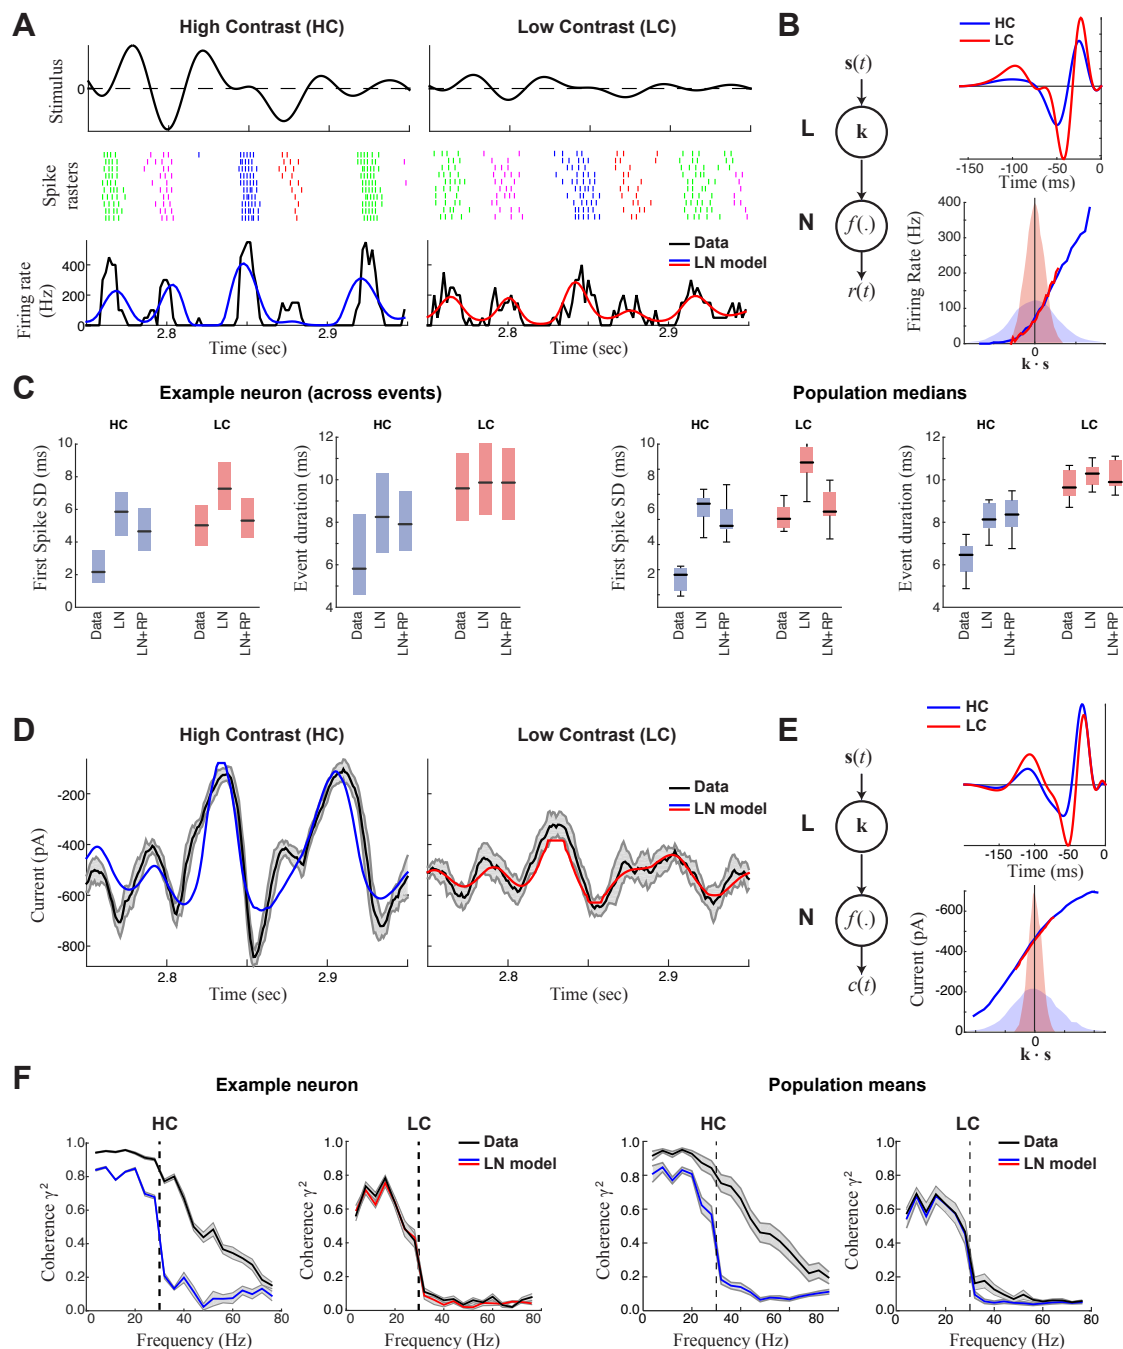 A
High Contrast (HC)
Low Contrast (LC)
Stimulus
0
Spike
rasters
Firing rate
(Hz)
400
200
0
Data
LN model
2.8
2.9
2.8
2.9
Time (sec)
Time (sec)
B
s(t)
L
k
N
f(.)
r(t)
HC
LC
-150
-100
-50
0
Time (ms)
Firing Rate (Hz)
400
300
200
100
0
0
k · s
C
Example neuron (across events)
Population medians
HC
LC
First Spike SD (ms)
10
8
6
4
2
0
Data
LN
LN+RP
Data
LN
LN+RP
HC
LC
Event duration (ms)
12
10
8
6
4
Data
LN
LN+RP
Data
LN
LN+RP
HC
LC
First Spike SD (ms)
10
8
6
4
2
Data
LN
LN+RP
Data
LN
LN+RP
HC
LC
Event duration (ms)
12
10
8
6
4
Data
LN
LN+RP
Data
LN
LN+RP
D
High Contrast (HC)
Low Contrast (LC)
Current (pA)
-200
-400
-600
-800
Data
LN model
2.8
2.9
2.8
2.9
Time (sec)
Time (sec)
E
s(t)
L
k
N
f(.)
c(t)
HC
LC
-150
-100
-50
0
Time (ms)
Current (pA)
-600
-400
-200
0
0
k · s
F
Example neuron
Population means
HC
Coherence γ²
1.0
0.8
0.6
0.4
0.2
0.0
0
20
40
60
80
Frequency (Hz)
Data
LN model
LC
Coherence γ²
1.0
0.8
0.6
0.4
0.2
0.0
0
20
40
60
80
Frequency (Hz)
Data
LN model
HC
Coherence γ²
1.0
0.8
0.6
0.4
0.2
0.0
0
20
40
60
80
Frequency (Hz)
LC
Coherence γ²
1.0
0.8
0.6
0.4
0.2
0.0
0
20
40
60
80
Frequency (Hz)
Data
LN model